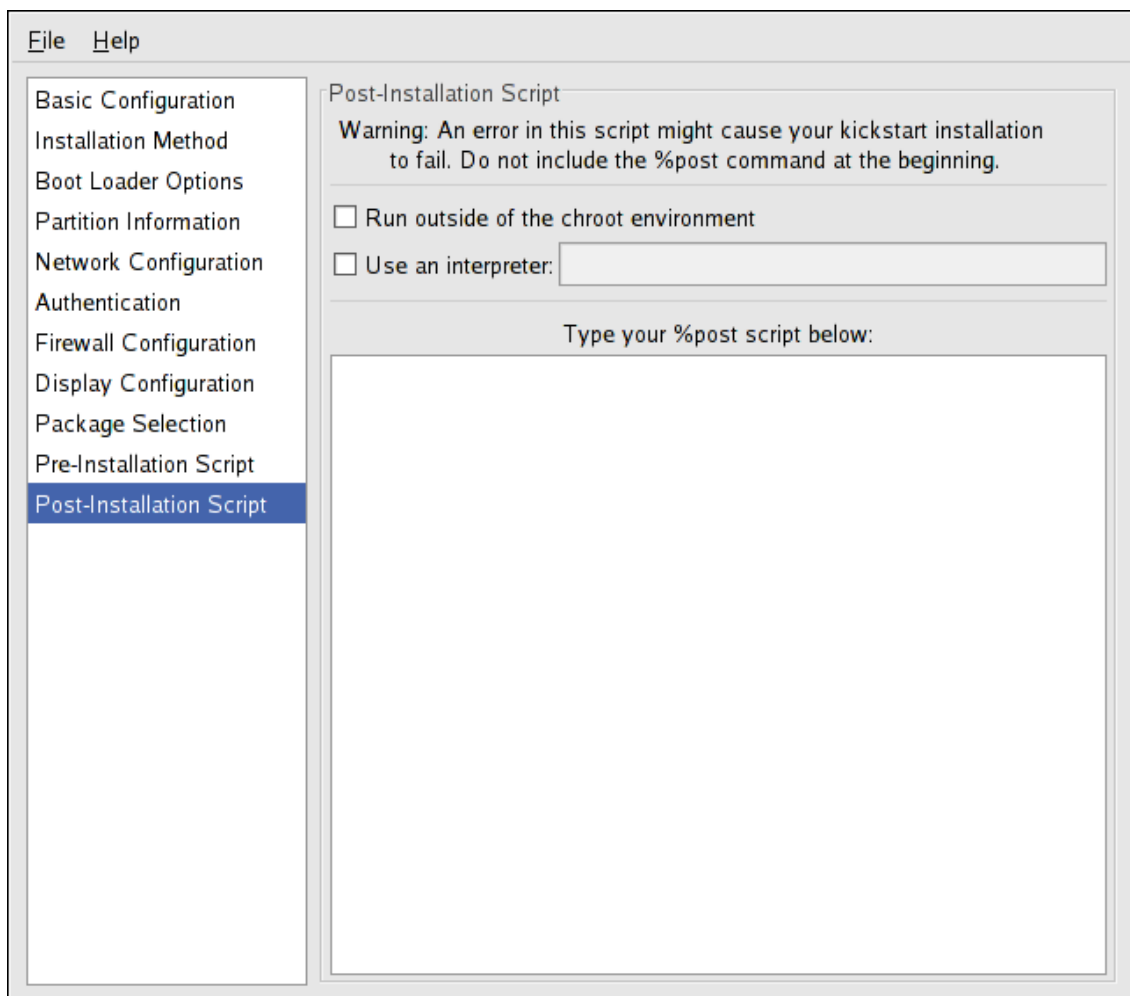 File Help
Basic Configuration
Installation Method
Boot Loader Options
Partition Information
Network Configuration
Authentication
Firewall Configuration
Display Configuration
Package Selection
Pre-Installation Script
Post-Installation Script
Post-Installation Script
Warning: An error in this script might cause your kickstart installation
to fail. Do not include the %post command at the beginning.
Run outside of the chroot environment
Use an interpreter:
Type your %post script below: